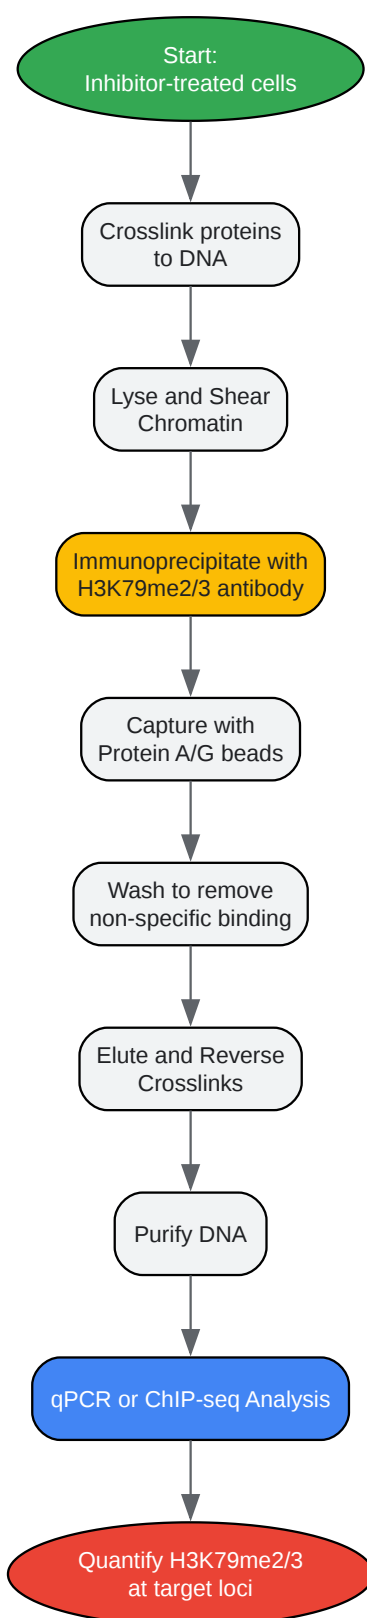 Start:
Inhibitor-treated cells
Crosslink proteins
to DNA
Lyse and Shear
Chromatin
Immunoprecipitate with
H3K79me2/3 antibody
Capture with
Protein A/G beads
Wash to remove
non-specific binding
Elute and Reverse
Crosslinks
Purify DNA
qPCR or ChIP-seq Analysis
Quantify H3K79me2/3
at target loci